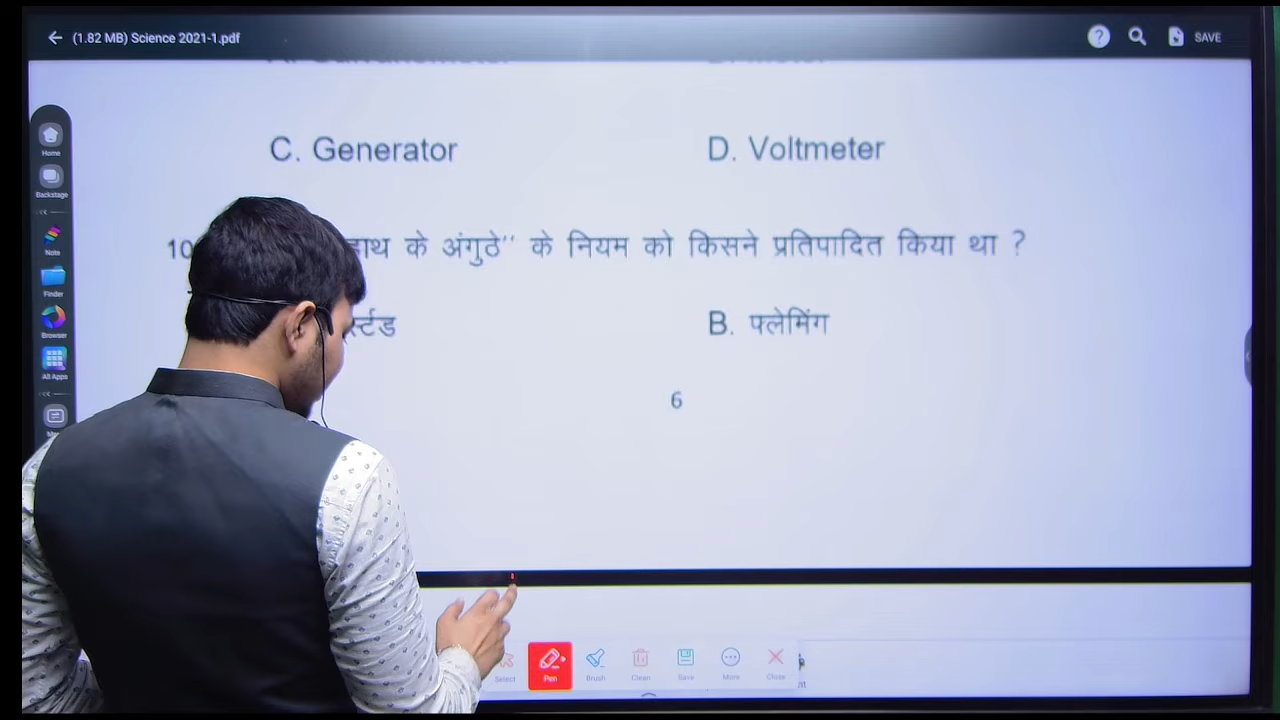 (1.82 MB) Science 2021-1.pdf
SAVE
C. Generator D. Voltmeter
10 हाथ के अंगुठे'' के नियम को किसने प्रतिपादित किया था ?
B. फ्लेमिंग
6
Home
Backstage
Note
Finder
Browser
All Apps
Select Pen Brush Clean Save More Close